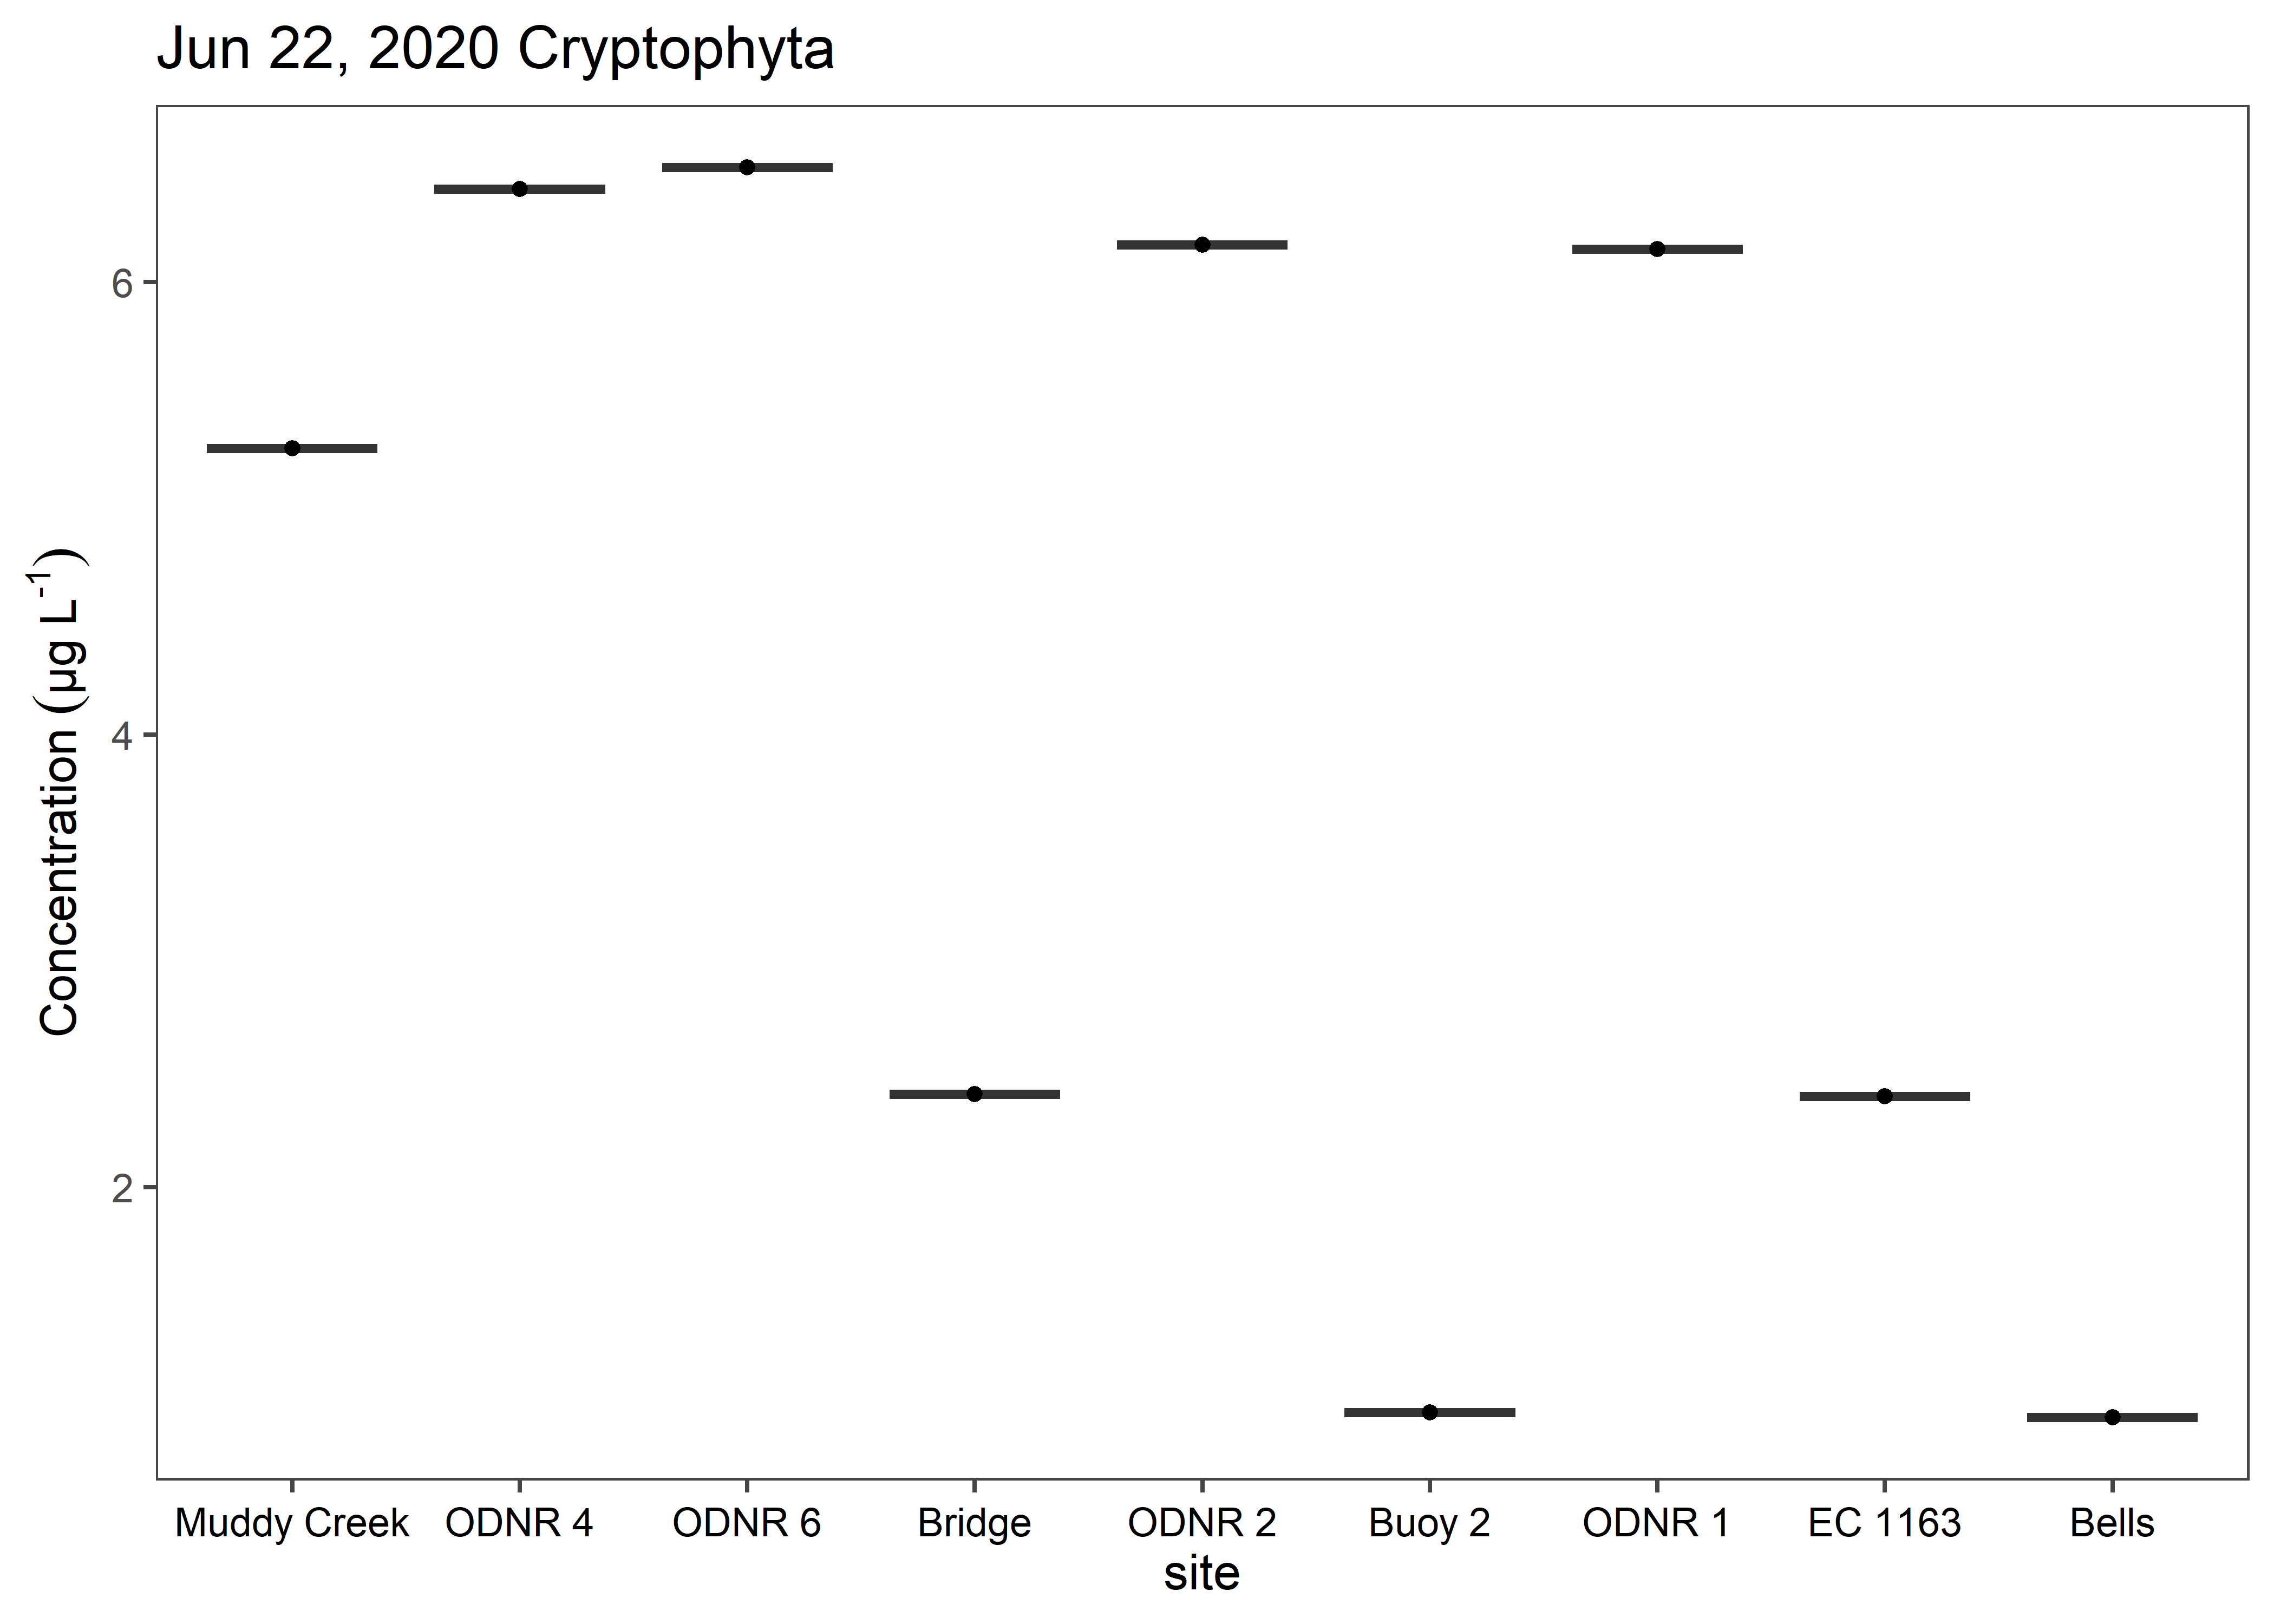 Jun 22, 2020 Cryptophyta
Concentration (µg L⁻¹)
6
4
2
Muddy Creek ODNR 4 ODNR 6 Bridge ODNR 2 Buoy 2 ODNR 1 EC 1163 Bells
site